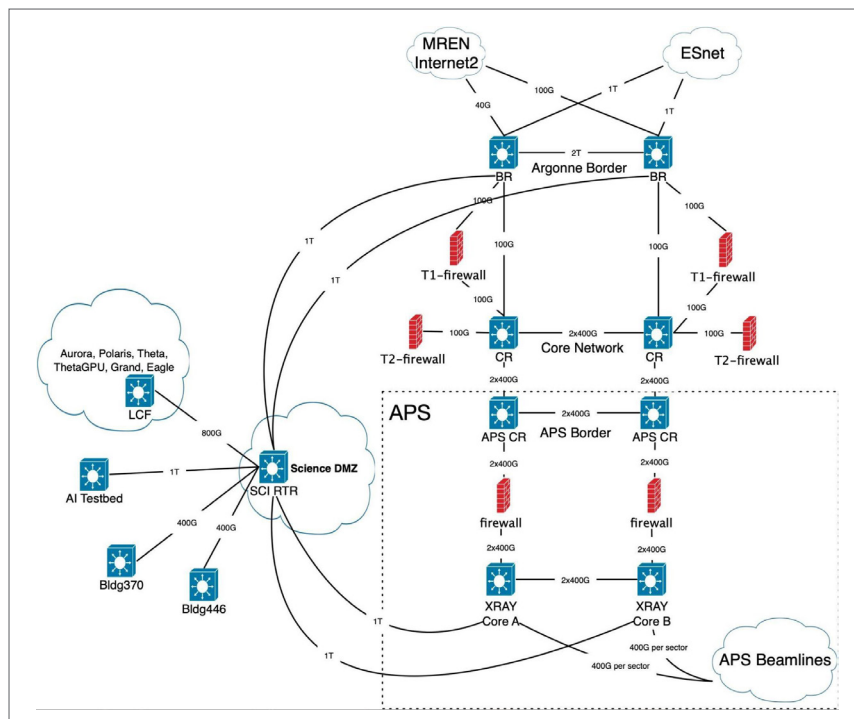 MREN
Internet2
ESnet
1T
100G
40G
1T
2T
Argonne Border
BR
BR
100G
100G
1T
100G
100G
T1-firewall
T1-firewall
1T
100G
100G
100G
2x400G
100G
T2-firewall
CR
Core Network
CR
T2-firewall
Aurora, Polaris, Theta,
ThetaGPU, Grand, Eagle
LCF
2x400G
2x400G
APS
2x400G
APS CR
APS Border
APS CR
800G
Science DMZ
SCI RTR
1T
AI Testbed
2x400G
2x400G
400G
400G
firewall
firewall
2x400G
2x400G
Bldg370
Bldg446
2x400G
XRAY
Core A
XRAY
Core B
1T
1T
400G per sector
400G per sector
APS Beamlines